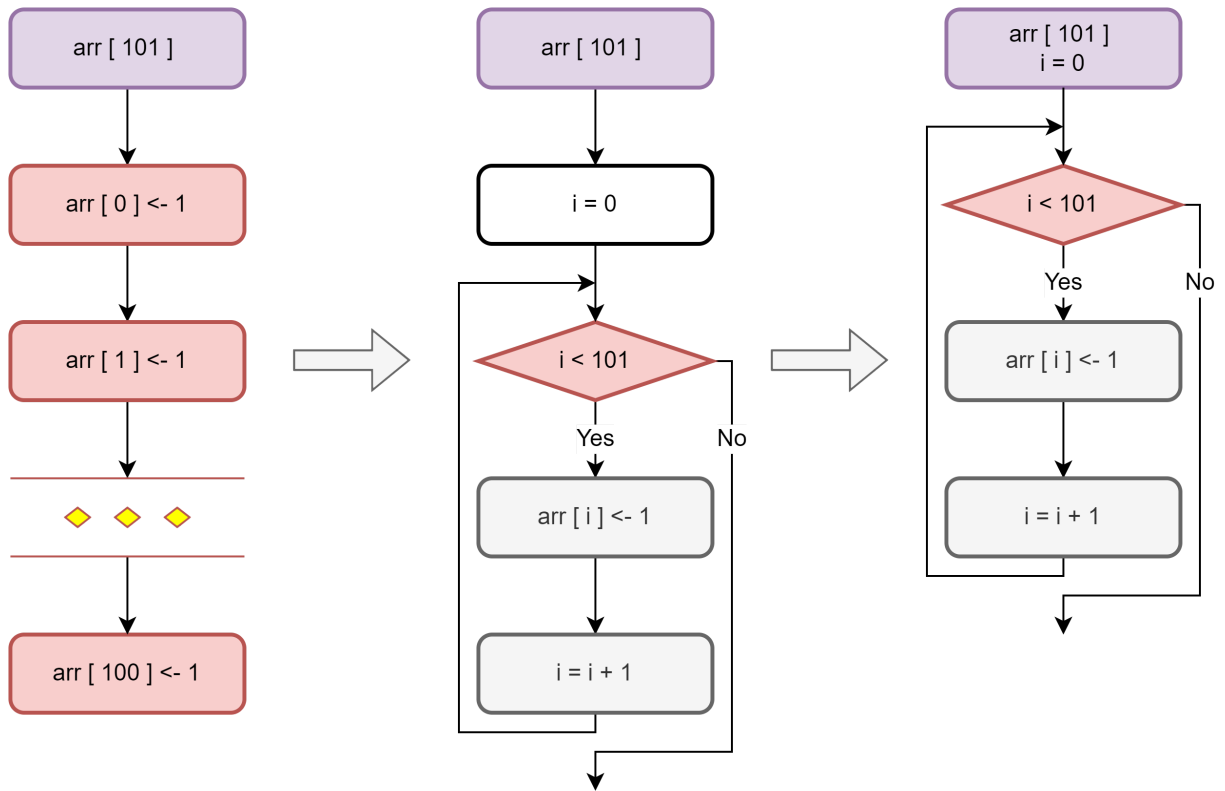 arr [ 101 ]
arr [ 0 ] <- 1
arr [ 1 ] <- 1
arr [ 100 ] <- 1
arr [ 101 ]
i = 0
i < 101
Yes
No
arr [ i ] <- 1
i = i + 1
arr [ 101 ]
i = 0
i < 101
Yes
No
arr [ i ] <- 1
i = i + 1